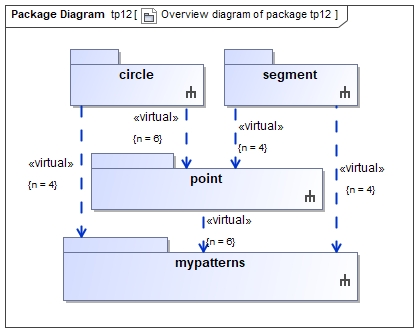 Package Diagram tp12 [ Overview diagram of package tp12 ]
circle
segment
«virtual»
{n = 6}
«virtual»
{n = 4}
«virtual»
{n = 4}
«virtual»
{n = 4}
point
«virtual»
{n = 6}
mypatterns